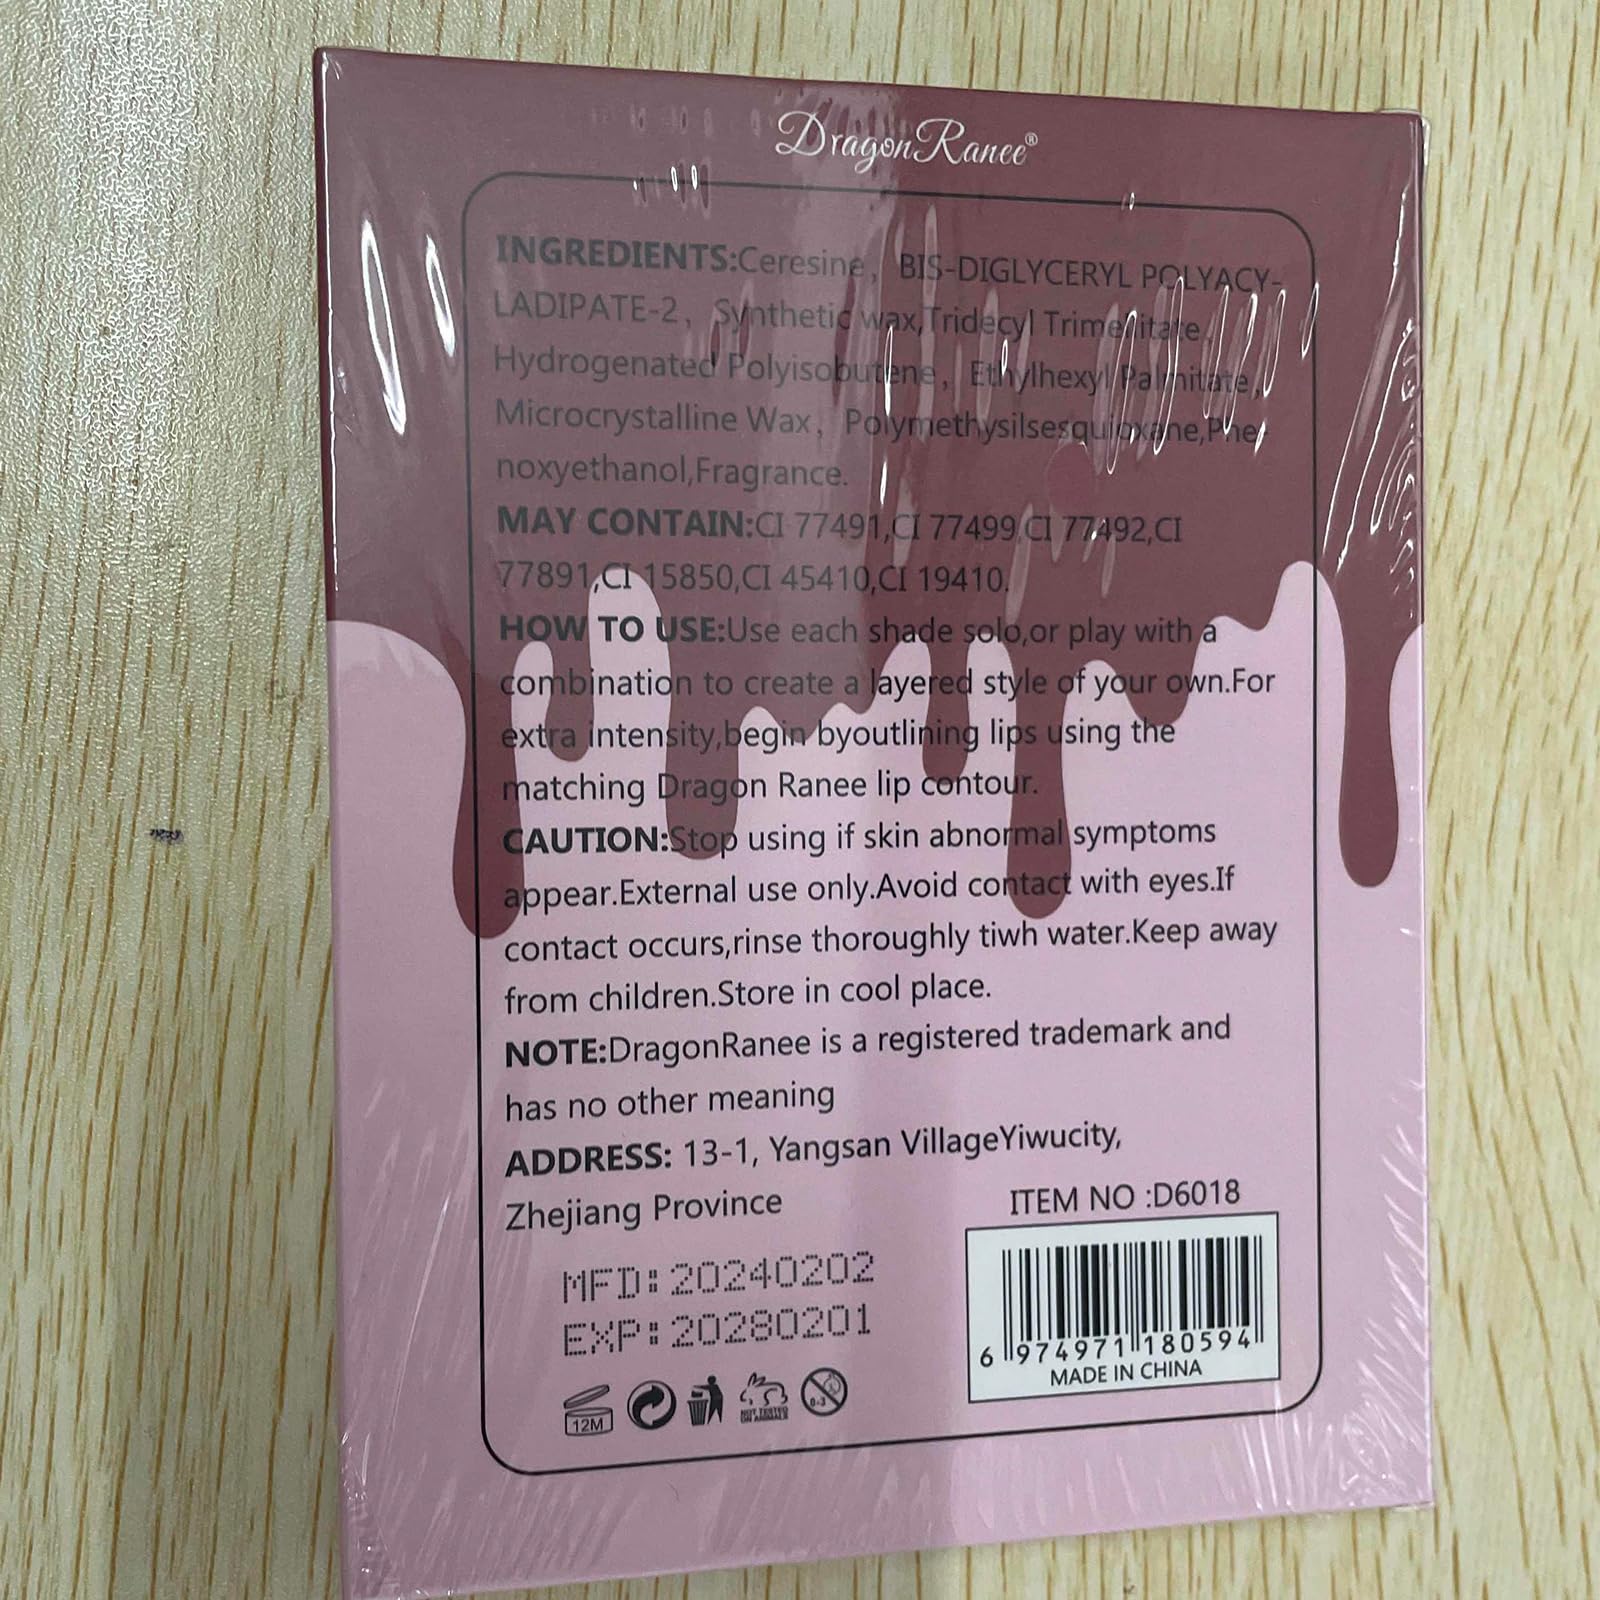 DragonRanee®
INGREDIENTS:Ceresine，BIS-DIGLYCERYL POLYACY-
LADIPATE-2，Synthetic wax,Tridecyl Trimellitate,
Hydrogenated Polyisobutene，Ethylhexyl Palmitate,
Microcrystalline Wax，Polymethysilsesquioxane,Phe-
noxyethanol,Fragrance.
MAY CONTAIN:CI 77491,CI 77499,CI 77492,CI
77891,CI 15850,CI 45410,CI 19410.
HOW TO USE:Use each shade solo,or play with a
combination to create a layered style of your own.For
extra intensity,begin byoutlining lips using the
matching Dragon Ranee lip contour.
CAUTION:Stop using if skin abnormal symptoms
appear.External use only.Avoid contact with eyes.If
contact occurs,rinse thoroughly tiwh water.Keep away
from children.Store in cool place.
NOTE:DragonRanee is a registered trademark and
has no other meaning
ADDRESS: 13-1, Yangsan VillageYiwucity,
Zhejiang Province
ITEM NO :D6018
MFD:20240202
EXP:20280201
6 974971 180594
MADE IN CHINA
12M
NOT TESTED
ON ANIMALS
0-3